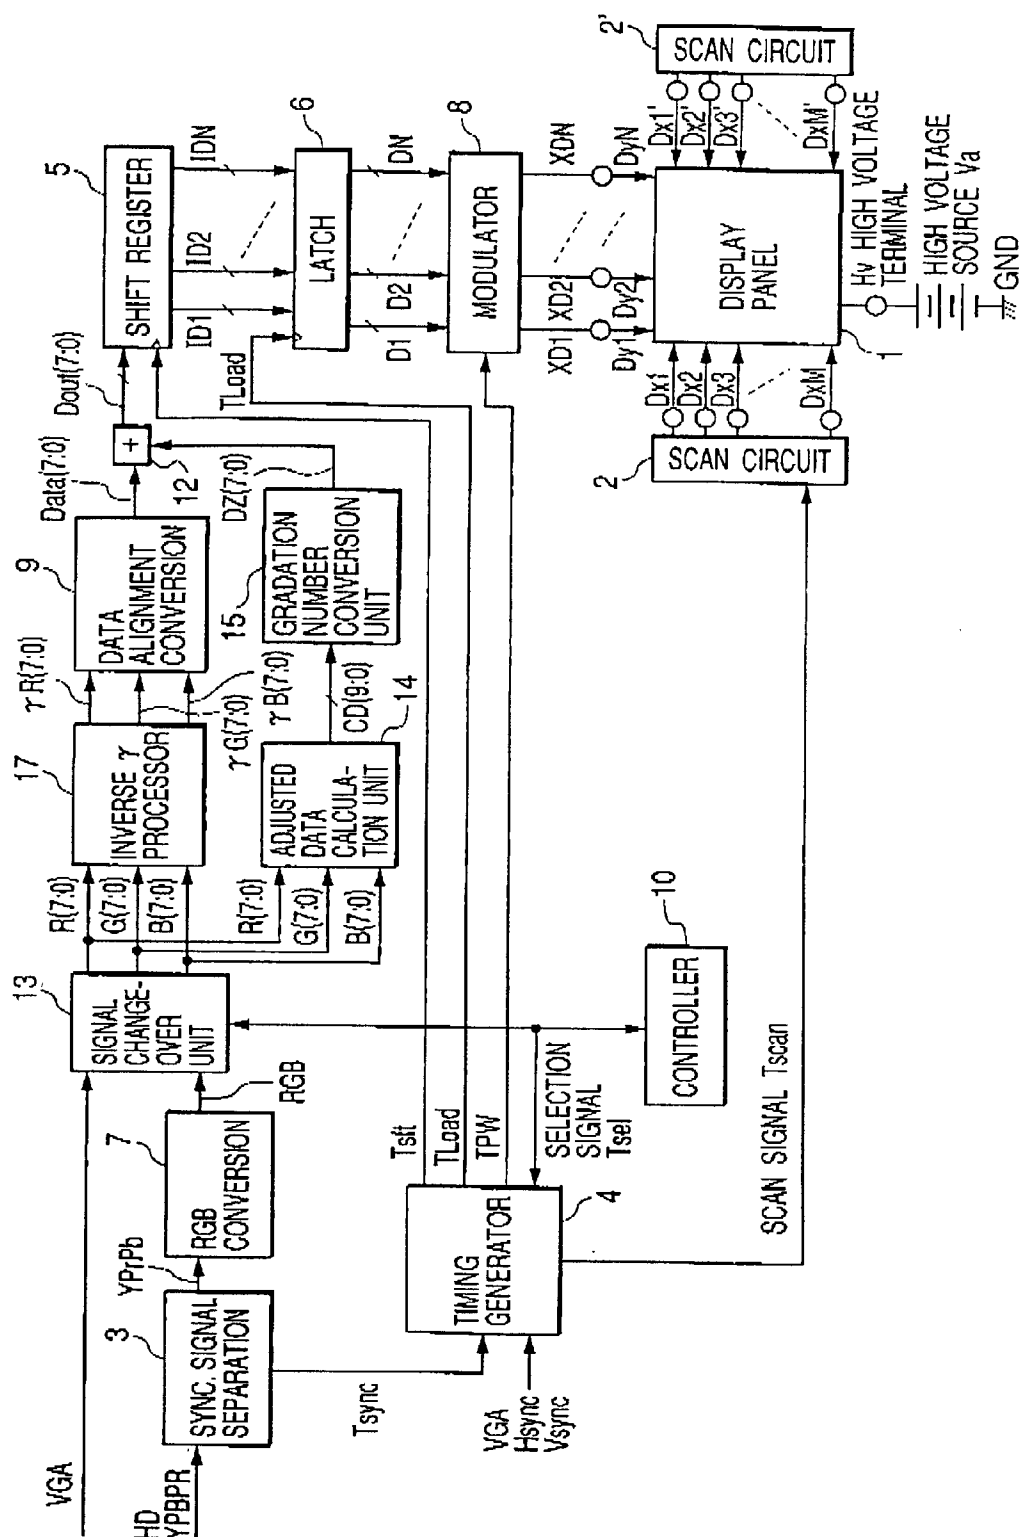 VGA
HD
YPBPR
3
SYNC. SIGNAL
SEPARATION
YPrPb
7
RGB
CONVERSION
RGB
13
SIGNAL
CHANGE-
OVER
UNIT
R(7:0)
G(7:0)
B(7:0)
17
INVERSE γ
PROCESSOR
γR(7:0)
γG(7:0)
γB(7:0)
9
DATA
ALIGNMENT
CONVERSION
Data(7:0)
12
+
Dout(7:0)
5
SHIFT REGISTER
R(7:0)
G(7:0)
B(7:0)
ADJUSTED
DATA
CALCULA-
TION UNIT
14
CD(9:0)
15
GRADATION
NUMBER
CONVERSION
UNIT
DZ(7:0)
TLoad
ID1
ID2
IDN
6
LATCH
D1
D2
DN
8
MODULATOR
XD1
XD2
XDN
Dy1
Dy2
DyN
Tsync
VGA
Hsync
Vsync
TIMING
GENERATOR
4
Tsft
TLoad
TPW
SELECTION
SIGNAL
Tsel
10
CONTROLLER
SCAN SIGNAL Tscan
2
SCAN CIRCUIT
Dx1
Dx2
Dx3
DxM
DISPLAY
PANEL
1
2'
SCAN CIRCUIT
Dx1'
Dx2'
Dx3'
DxM'
Hv HIGH VOLTAGE
TERMINAL
HIGH VOLTAGE
SOURCE Va
GND